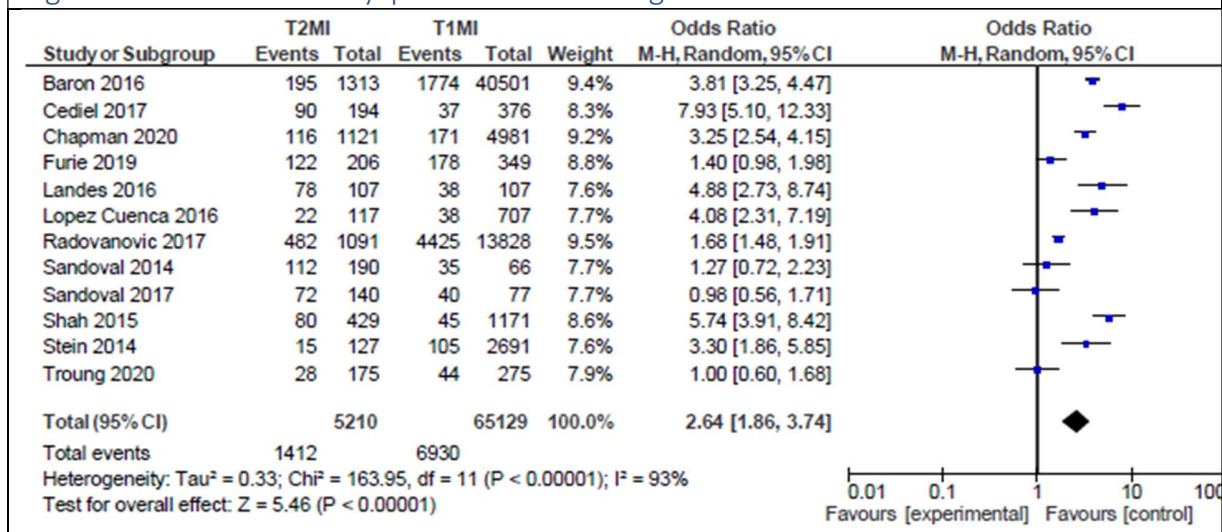 T2MI T1MI Odds Ratio Odds Ratio
Study or Subgroup Events Total Events Total Weight M-H, Random, 95% CI M-H, Random, 95% CI
Baron 2016 195 1313 1774 40501 9.4% 3.81 [3.25, 4.47]
Cediel 2017 90 194 37 376 8.3% 7.93 [5.10, 12.33]
Chapman 2020 116 1121 171 4981 9.2% 3.25 [2.54, 4.15]
Furie 2019 122 206 178 349 8.8% 1.40 [0.98, 1.98]
Landes 2016 78 107 38 107 7.6% 4.88 [2.73, 8.74]
Lopez Cuenca 2016 22 117 38 707 7.7% 4.08 [2.31, 7.19]
Radovanovic 2017 482 1091 4425 13828 9.5% 1.68 [1.48, 1.91]
Sandoval 2014 112 190 35 66 7.7% 1.27 [0.72, 2.23]
Sandoval 2017 72 140 40 77 7.7% 0.98 [0.56, 1.71]
Shah 2015 80 429 45 1171 8.6% 5.74 [3.91, 8.42]
Stein 2014 15 127 105 2691 7.6% 3.30 [1.86, 5.85]
Troung 2020 28 175 44 275 7.9% 1.00 [0.60, 1.68]
Total (95% CI) 5210 65129 100.0% 2.64 [1.86, 3.74]
Total events 1412 6930
Heterogeneity: Tau² = 0.33; Chi² = 163.95, df = 11 (P < 0.00001); I² = 93%
Test for overall effect: Z = 5.46 (P < 0.00001)
0.01 0.1 1 10 100
Favours [experimental] Favours [control]